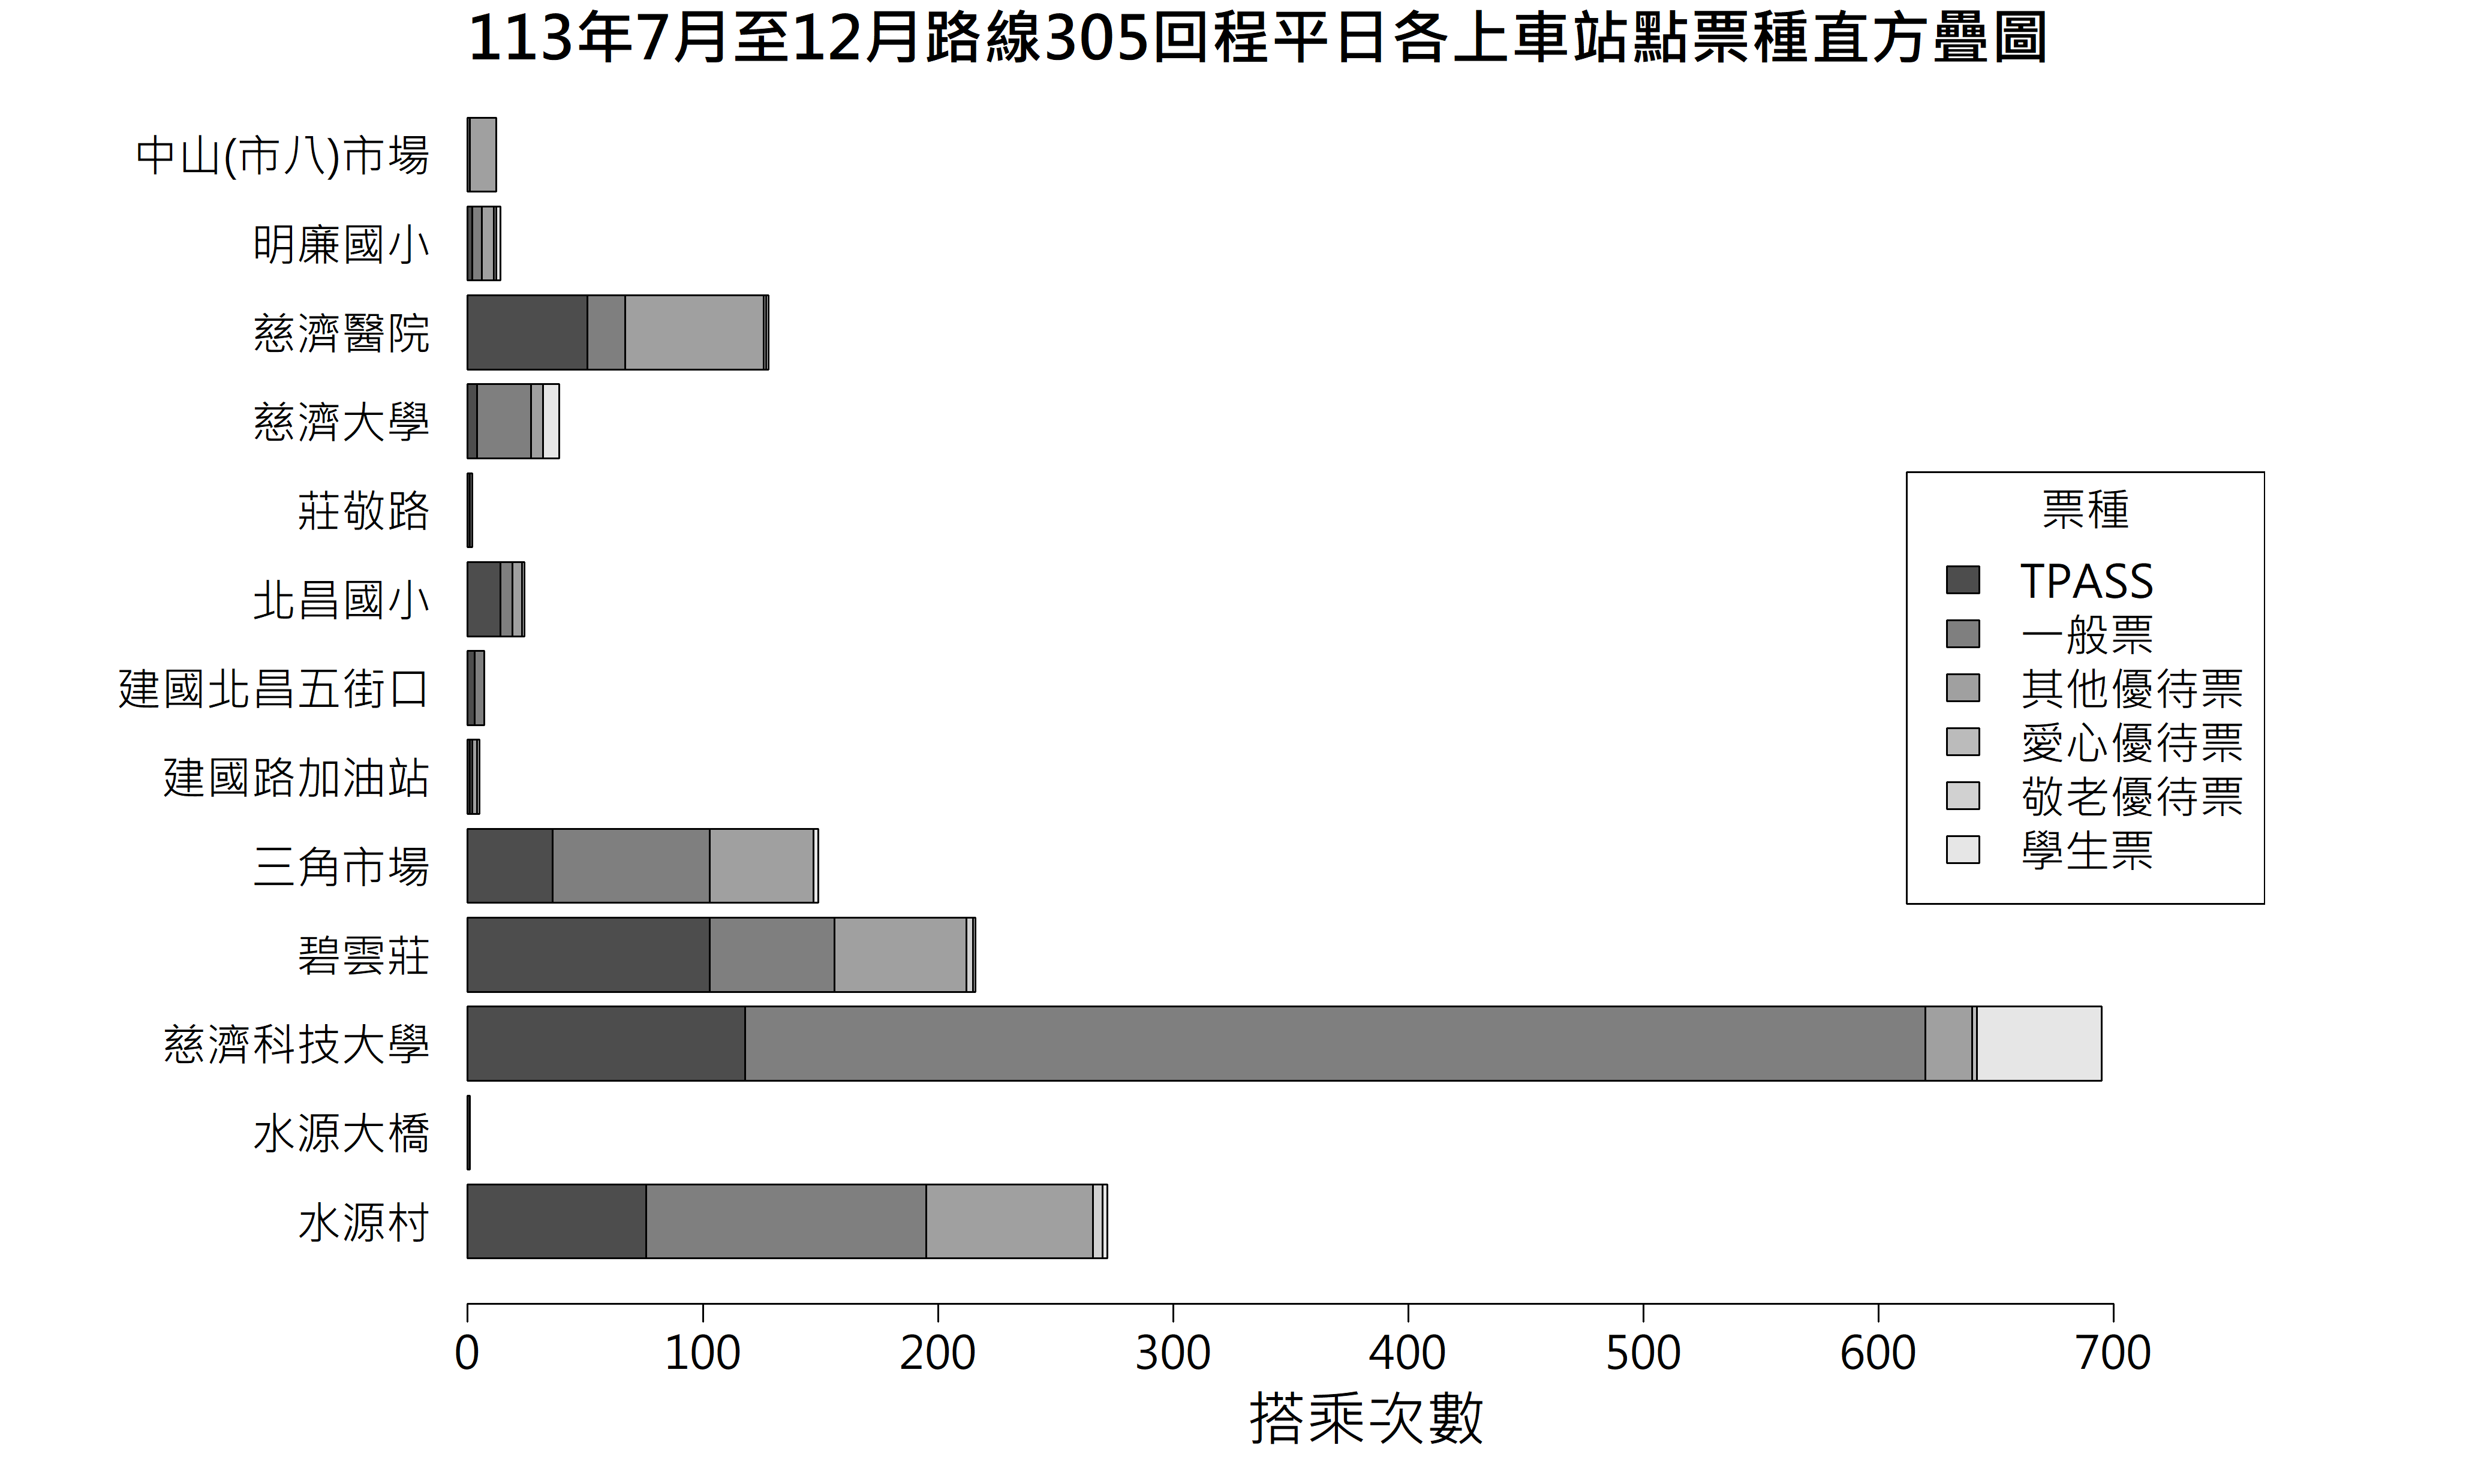 113年7月至12月路線305回程平日各上車站點票種直方疊圖
中山(市八)市場
明廉國小
慈濟醫院
慈濟大學
莊敬路
北昌國小
建國北昌五街口
建國路加油站
三角市場
碧雲莊
慈濟科技大學
水源大橋
水源村
票種
TPASS
一般票
其他優待票
愛心優待票
敬老優待票
學生票
0 100 200 300 400 500 600 700
搭乘次數